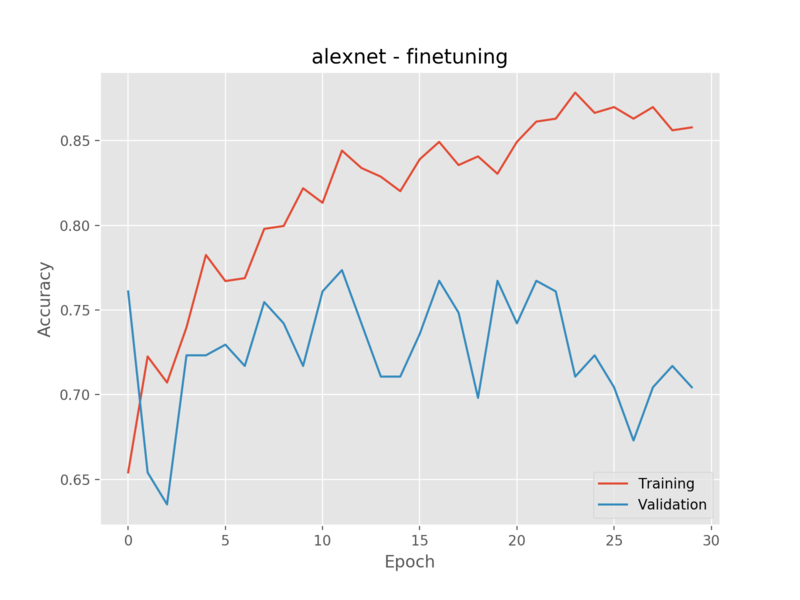 alexnet - finetuning
0.85
0.80
0.75
0.70
0.65
Accuracy
Training
Validation
0 5 10 15 20 25 30
Epoch